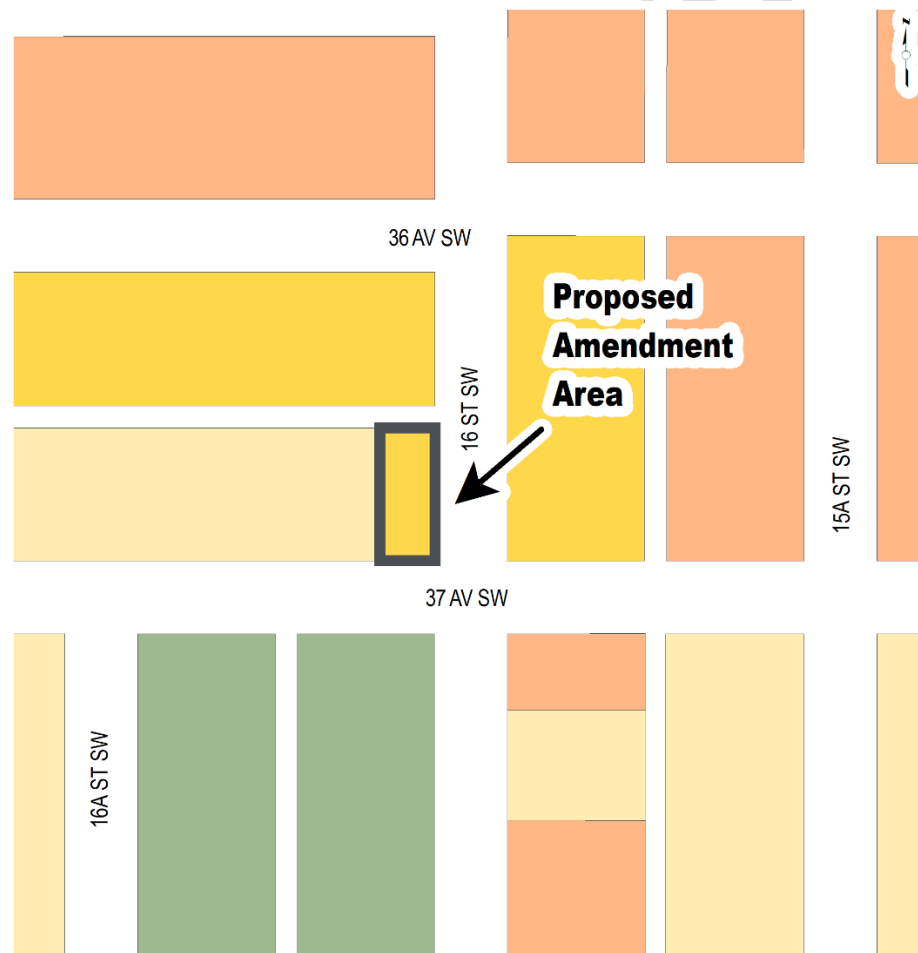 36 AV SW
Proposed
Amendment
Area
16 ST SW
15A ST SW
37 AV SW
16A ST SW